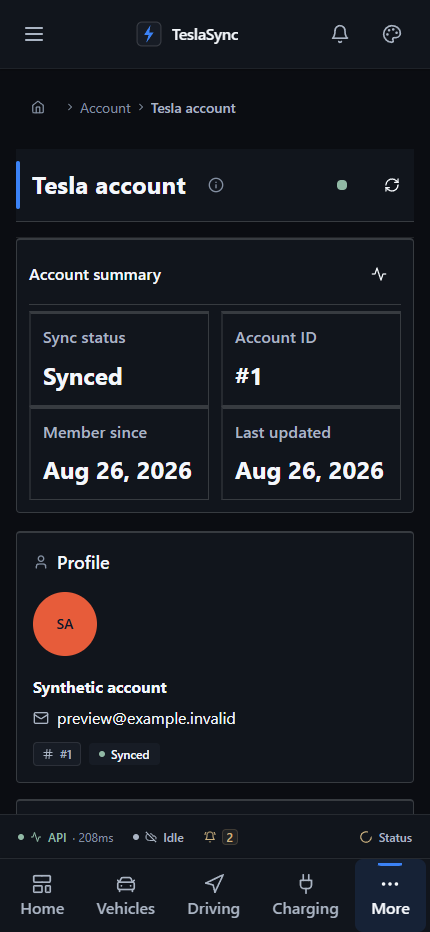 TeslaSync
Account Tesla account
Tesla account
Account summary
Sync status
Synced
Account ID
#1
Member since
Aug 26, 2026
Last updated
Aug 26, 2026
Profile
SA
Synthetic account
preview@example.invalid
#1 Synced
API · 208ms Idle 2 Status
Home Vehicles Driving Charging More